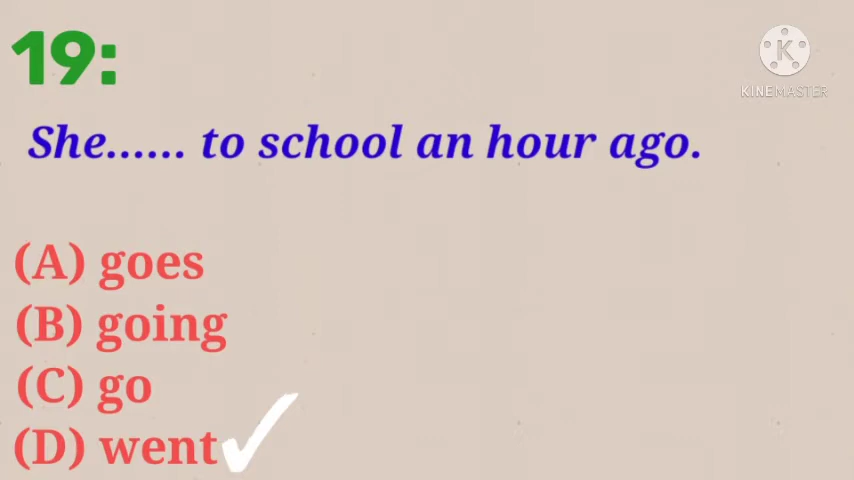 19:
K
KINEMASTER
She...... to school an hour ago.
(A) goes
(B) going
(C) go
(D) went